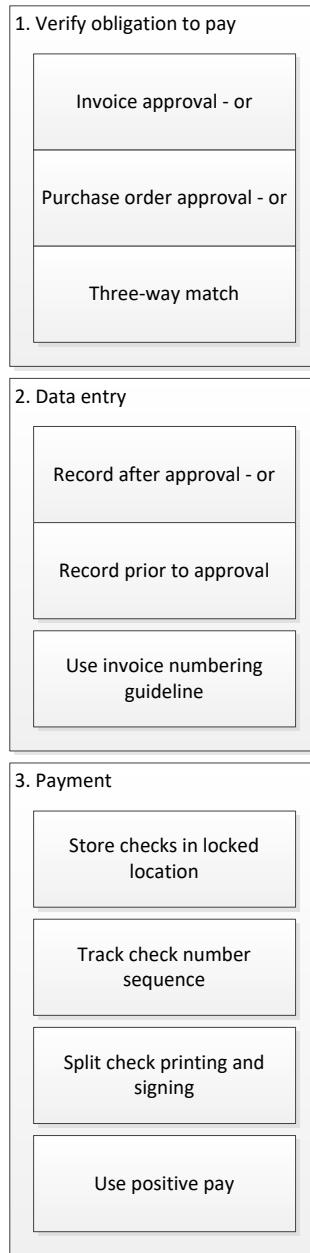 1. Verify obligation to pay
Invoice approval - or
Purchase order approval - or
Three-way match
2. Data entry
Record after approval - or
Record prior to approval
Use invoice numbering
guideline
3. Payment
Store checks in locked
location
Track check number
sequence
Split check printing and
signing
Use positive pay